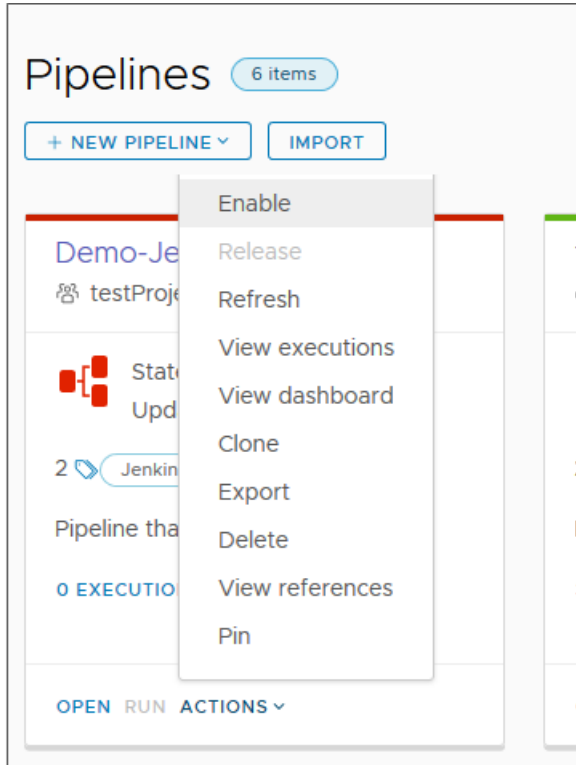 Pipelines 6 items
+ NEW PIPELINE IMPORT
Enable
Release
Refresh
View executions
View dashboard
Clone
Export
Delete
View references
Pin
Demo-Je
testProje
State
Upd
2 Jenkin
Pipeline tha
0 EXECUTIO
OPEN RUN ACTIONS